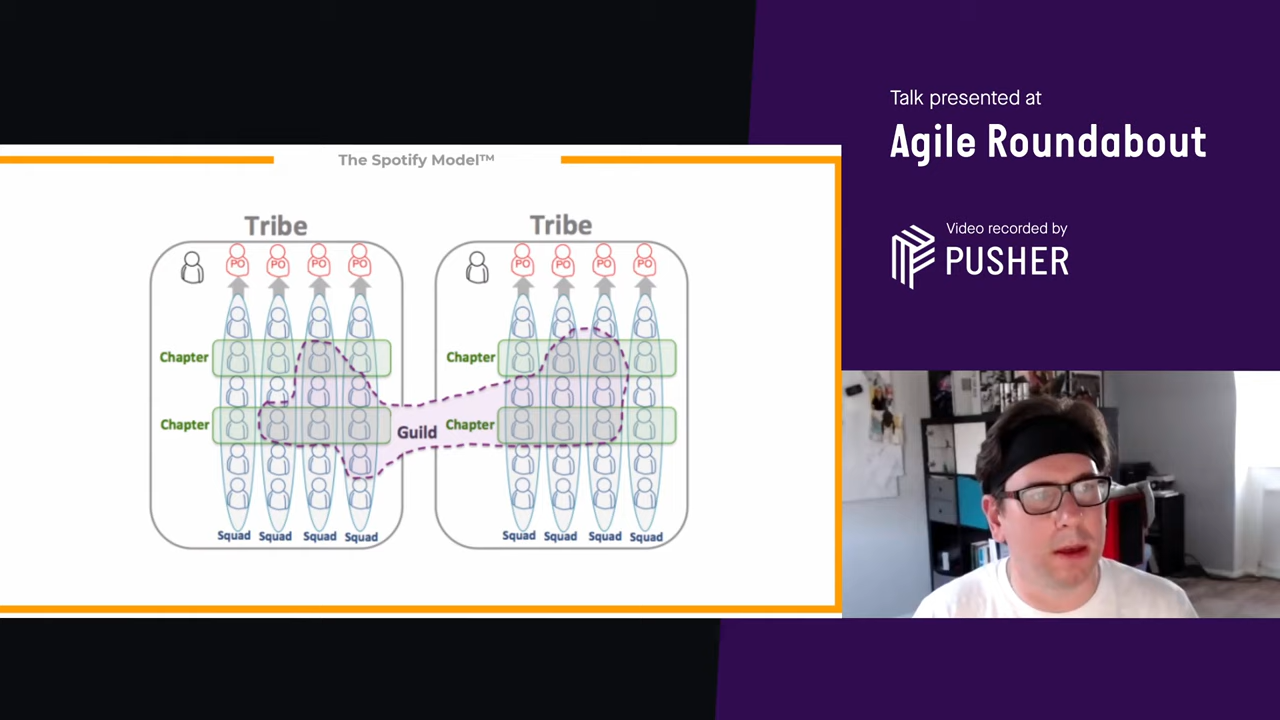 The Spotify Model™
Tribe
Tribe
PO PO PO PO
PO PO PO PO
Chapter
Chapter
Chapter
Guild
Chapter
Squad Squad Squad Squad
Squad Squad Squad Squad
Talk presented at
Agile Roundabout
Video recorded by
PUSHER